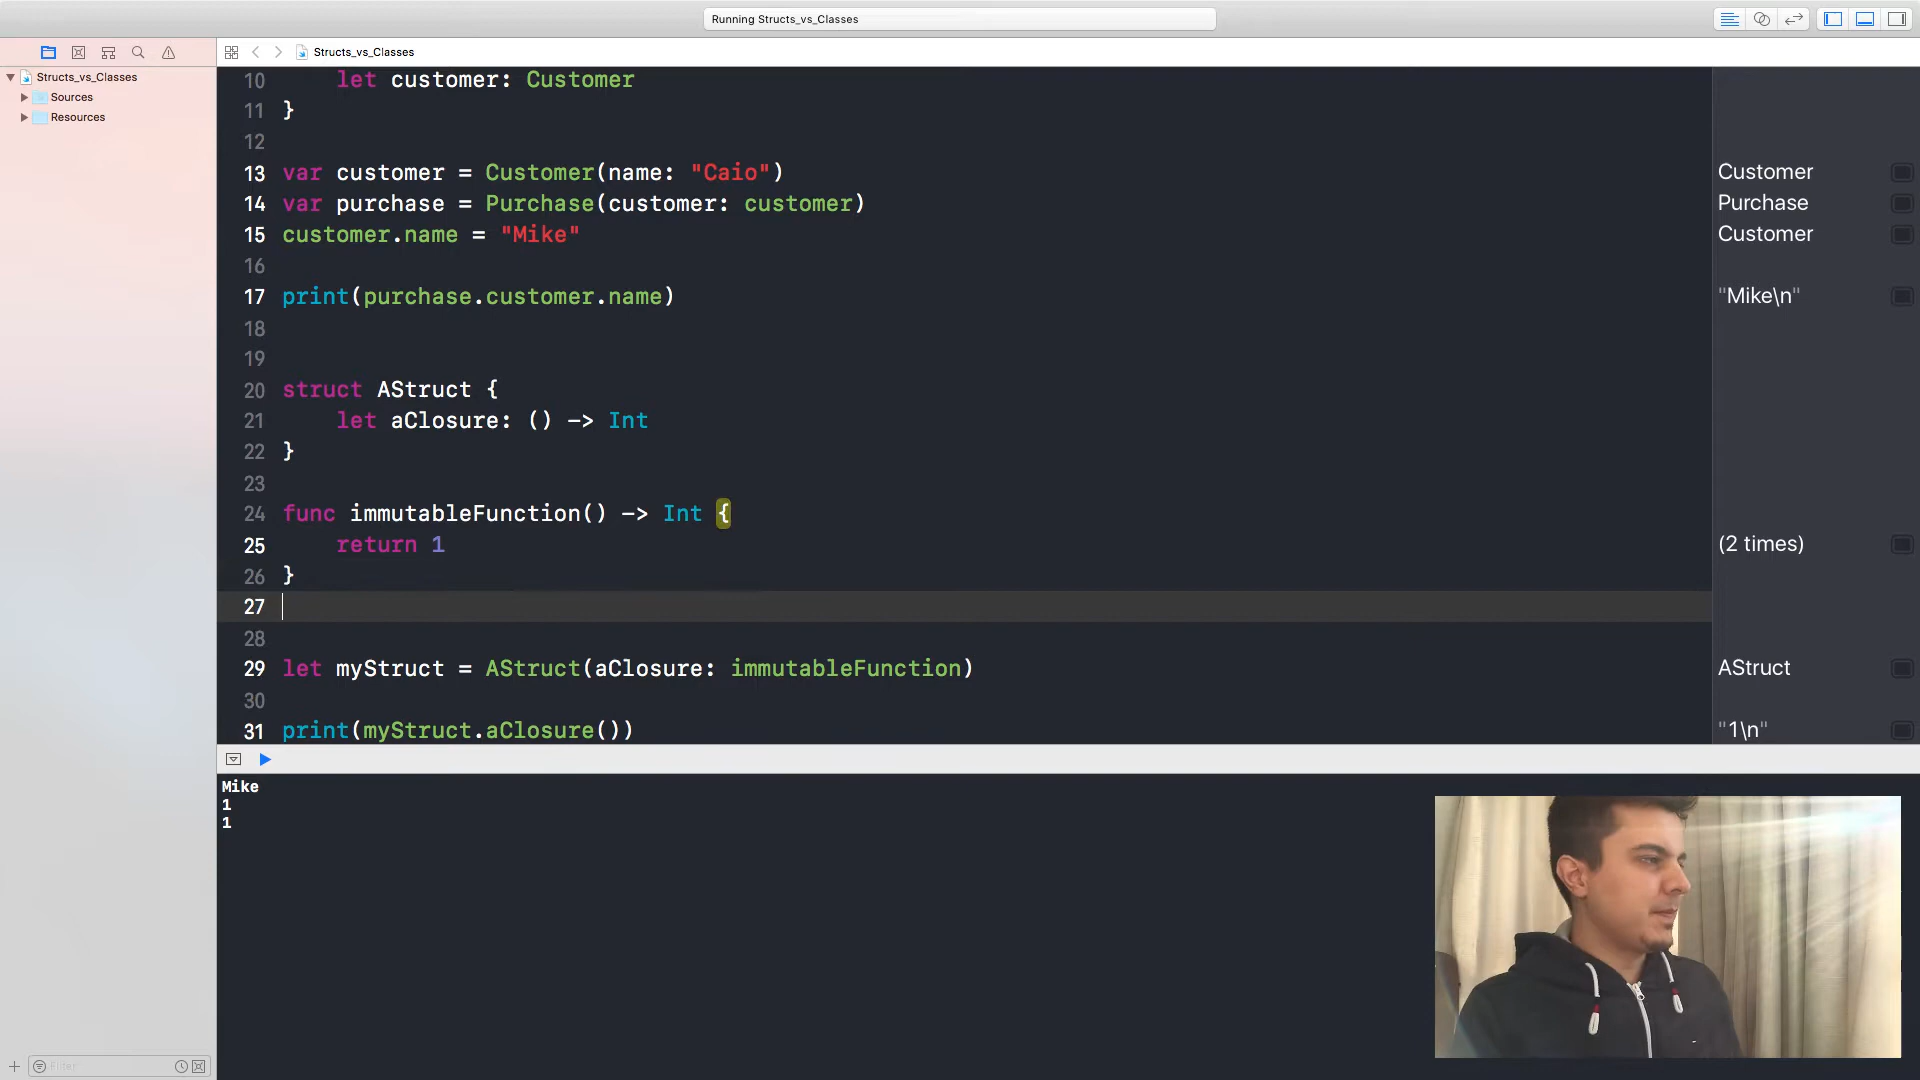 Running Structs_vs_Classes
Structs_vs_Classes
Structs_vs_Classes
Sources
Resources
10 let customer: Customer
11 }
12
13 var customer = Customer(name: "Caio") Customer
14 var purchase = Purchase(customer: customer) Purchase
15 customer.name = "Mike" Customer
16
17 print(purchase.customer.name) "Mike\n"
18
19
20 struct AStruct {
21 let aClosure: () -> Int
22 }
23
24 func immutableFunction() -> Int {
25 return 1 (2 times)
26 }
27
28
29 let myStruct = AStruct(aClosure: immutableFunction) AStruct
30
31 print(myStruct.aClosure()) "1\n"
Mike
1
1
Filter